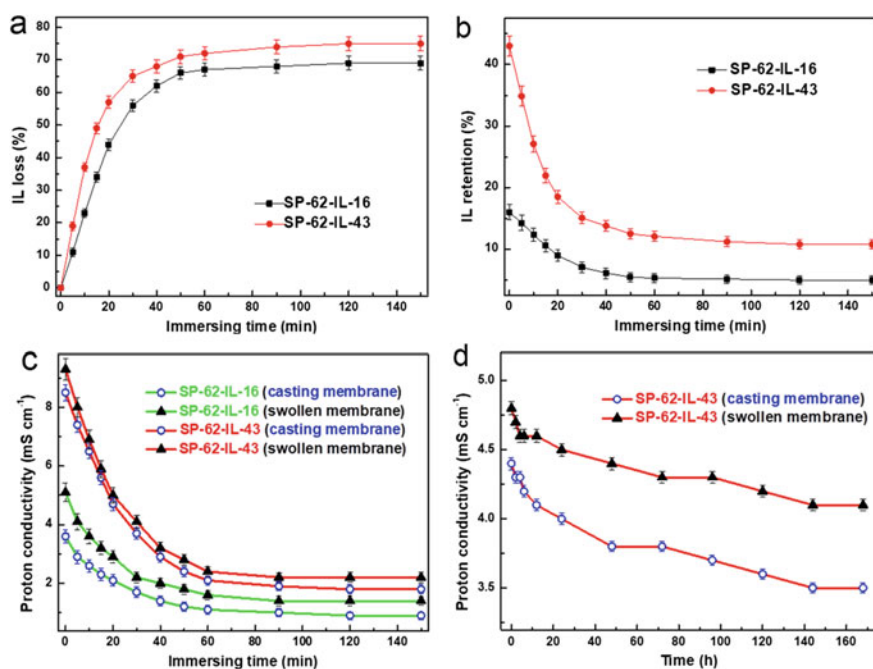 a
80
70
60
50
40
30
20
10
0
IL loss (%)
SP-62-IL-16
SP-62-IL-43
0 20 40 60 80 100 120 140
Immersing time (min)
b
40
30
20
10
IL retention (%)
SP-62-IL-16
SP-62-IL-43
0 20 40 60 80 100 120 140
Immersing time (min)
c
8
6
4
2
Proton conductivity (mS cm⁻¹)
SP-62-IL-16 (casting membrane)
SP-62-IL-16 (swollen membrane)
SP-62-IL-43 (casting membrane)
SP-62-IL-43 (swollen membrane)
0 20 40 60 80 100 120 140
Immersing time (min)
d
5.0
4.5
4.0
3.5
Proton conductivity (mS cm⁻¹)
SP-62-IL-43 (casting membrane)
SP-62-IL-43 (swollen membrane)
0 20 40 60 80 100 120 140 160
Time (h)